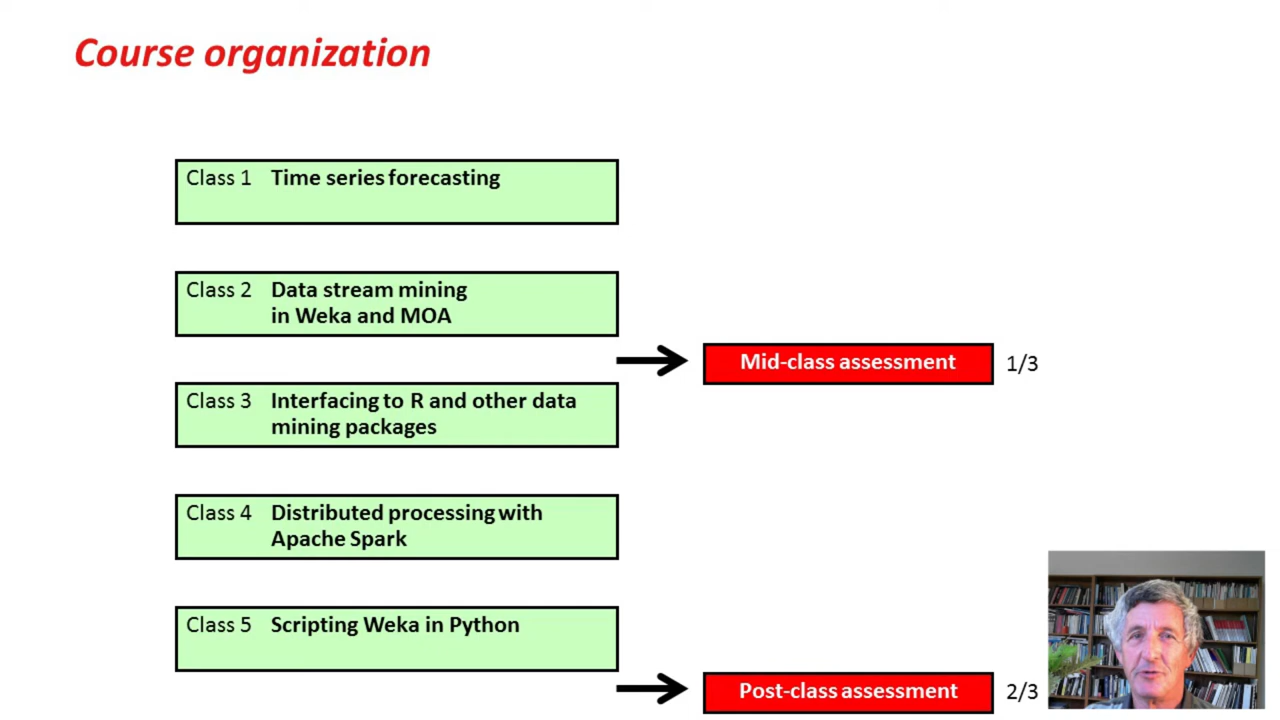 Course organization
Class 1 Time series forecasting
Class 2 Data stream mining
in Weka and MOA
Mid-class assessment 1/3
Class 3 Interfacing to R and other data
mining packages
Class 4 Distributed processing with
Apache Spark
Class 5 Scripting Weka in Python
Post-class assessment 2/3